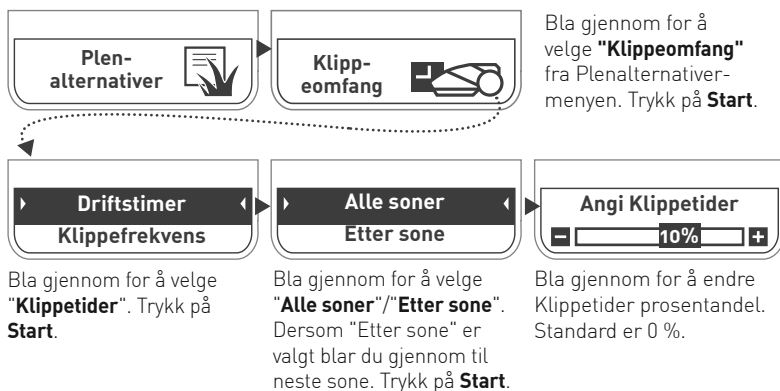 Plen-
alternativer
Klipp-
eomfang
Bla gjennom for å
velge "Klippeomfang"
fra Plenalternativer-
menyen. Trykk på Start.
Driftstimer
Klippefrekvens
Bla gjennom for å velge
"Klippetider". Trykk på
Start.
Alle soner
Etter sone
Bla gjennom for å velge
"Alle soner"/"Etter sone".
Dersom "Etter sone" er
valgt blar du gjennom til
neste sone. Trykk på Start.
Angi Klippetider
10%
Bla gjennom for å endre
Klippetider prosentandel.
Standard er 0 %.